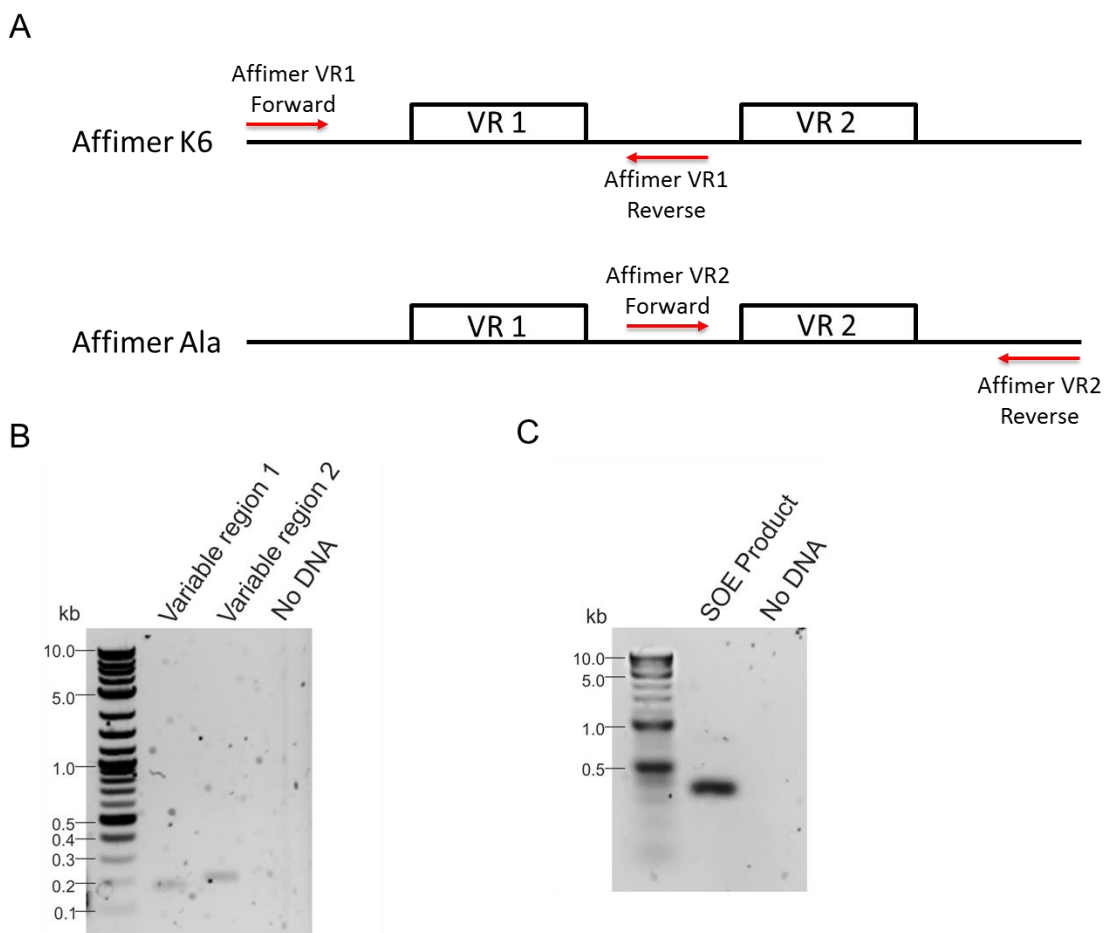 A
Affimer VR1
Forward
Affimer K6
VR 1
VR 2
Affimer VR1
Reverse
Affimer VR2
Forward
Affimer Ala
VR 1
VR 2
Affimer VR2
Reverse
B
Variable region 1
Variable region 2
No DNA
kb
10.0
5.0
1.0
0.5
0.4
0.3
0.2
0.1
C
SOE Product
No DNA
kb
10.0
5.0
1.0
0.5